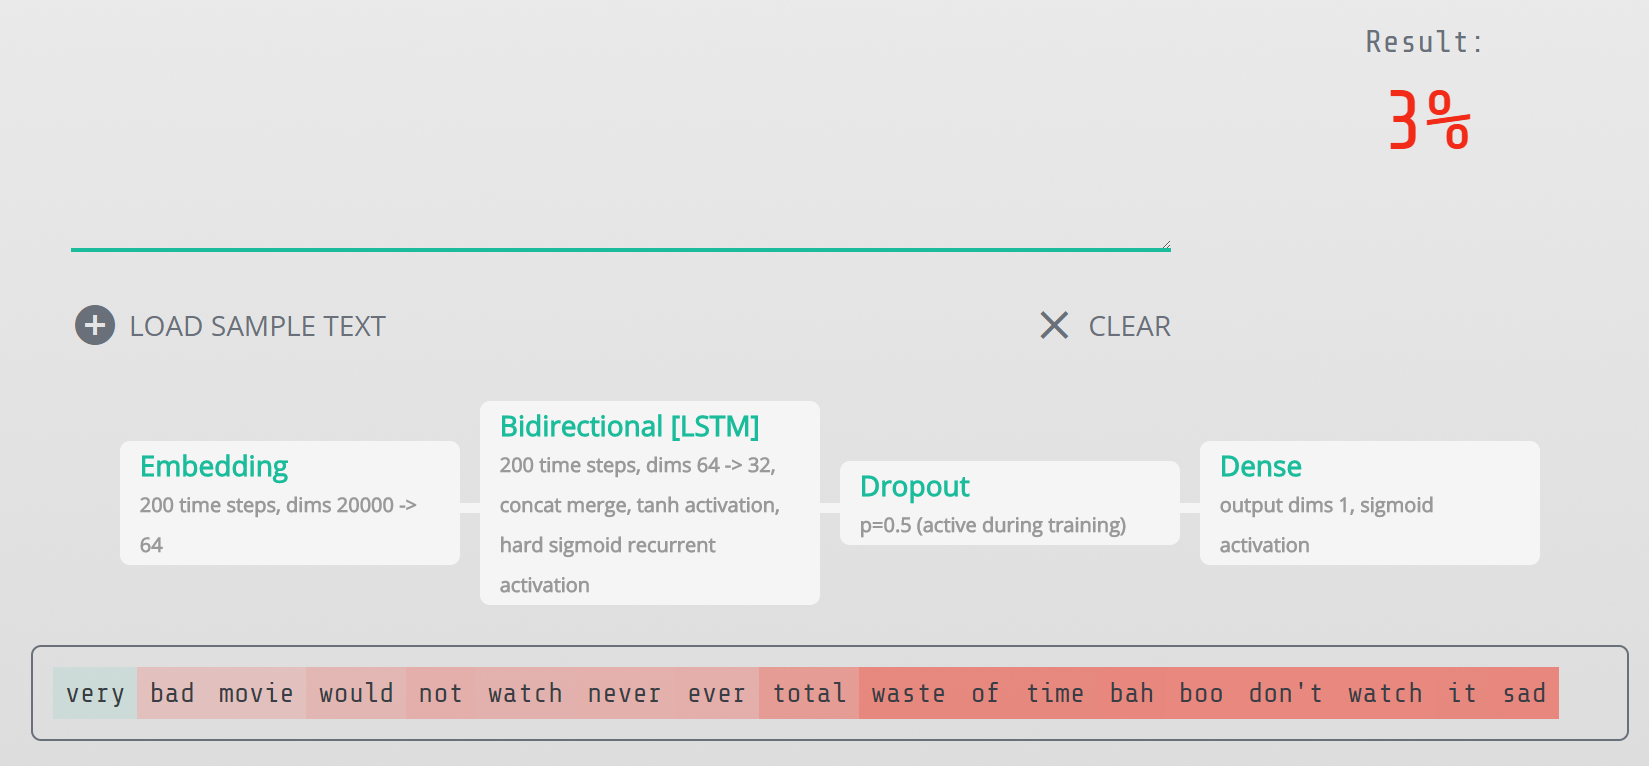 Result:
3%
LOAD SAMPLE TEXT
CLEAR
Embedding
200 time steps, dims 20000 ->
64
Bidirectional [LSTM]
200 time steps, dims 64 -> 32,
concat merge, tanh activation,
hard sigmoid recurrent
activation
Dropout
p=0.5 (active during training)
Dense
output dims 1, sigmoid
activation
very bad movie would not watch never ever total waste of time bah boo don't watch it sad